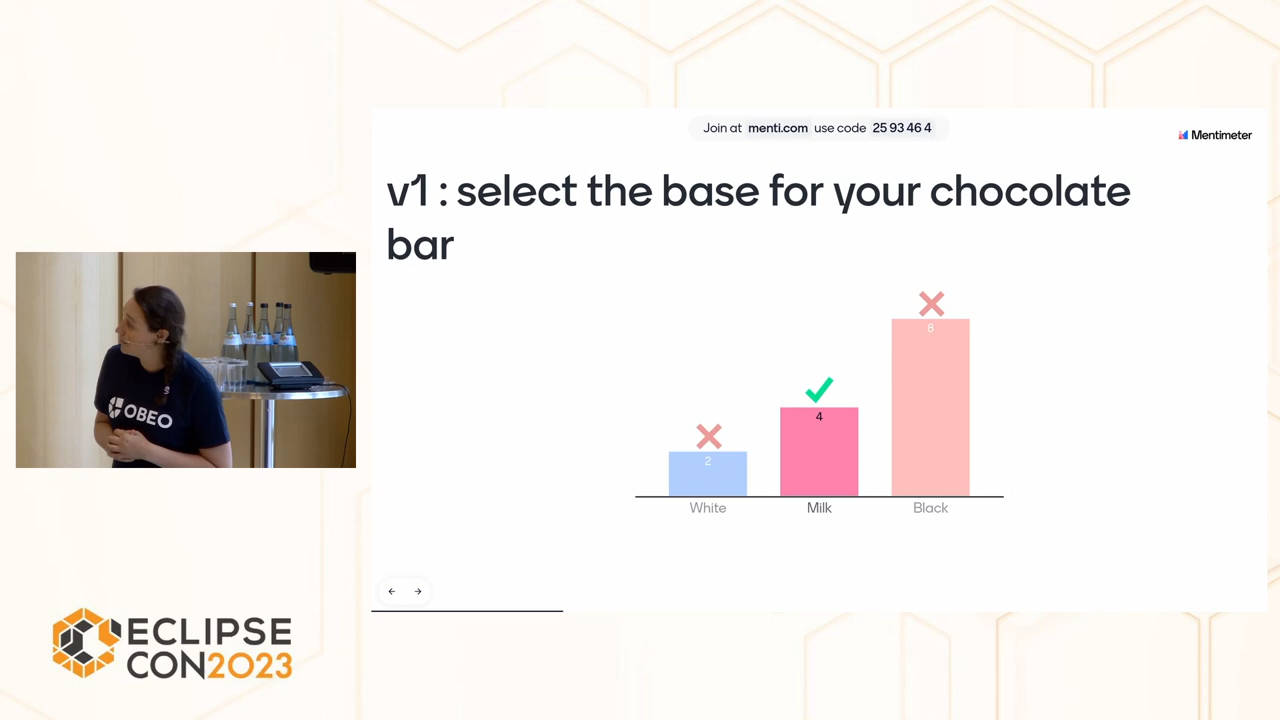 Join at menti.com use code 25 93 46 4
Mentimeter
v1 : select the base for your chocolate
bar
8
4
2
White Milk Black
OBEO
ECLIPSE
CON2023